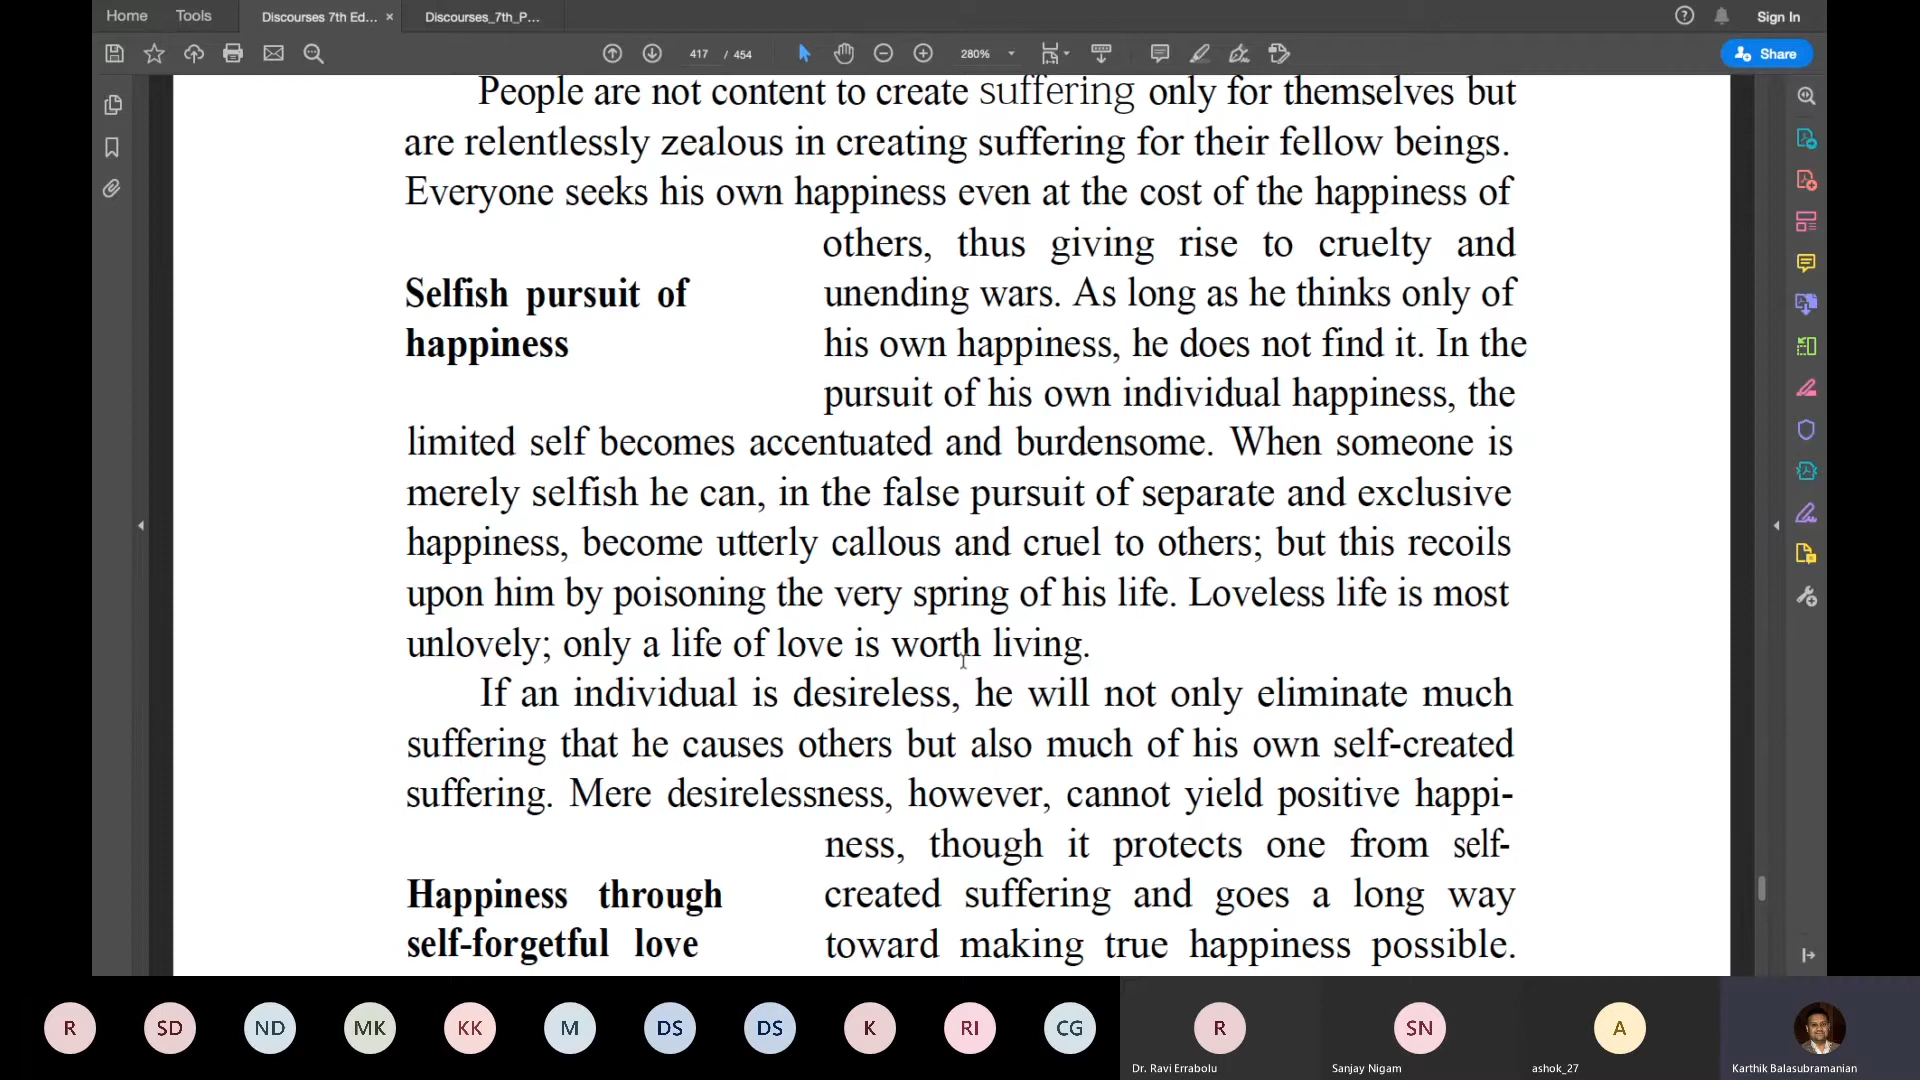 Home Tools Discourses 7th Ed... × Discourses_7th_P... Sign In
417 / 454 280% Share
People are not content to create suffering only for themselves but
are relentlessly zealous in creating suffering for their fellow beings.
Everyone seeks his own happiness even at the cost of the happiness of
others, thus giving rise to cruelty and
Selfish pursuit of unending wars. As long as he thinks only of
happiness his own happiness, he does not find it. In the
pursuit of his own individual happiness, the
limited self becomes accentuated and burdensome. When someone is
merely selfish he can, in the false pursuit of separate and exclusive
happiness, become utterly callous and cruel to others; but this recoils
upon him by poisoning the very spring of his life. Loveless life is most
unlovely; only a life of love is worth living.
If an individual is desireless, he will not only eliminate much
suffering that he causes others but also much of his own self-created
suffering. Mere desirelessness, however, cannot yield positive happi-
ness, though it protects one from self-
Happiness through created suffering and goes a long way
self-forgetful love toward making true happiness possible.
R SD ND MK KK M DS DS K RI CG R SN A
Dr. Ravi Errabolu Sanjay Nigam ashok_27 Karthik Balasubramanian